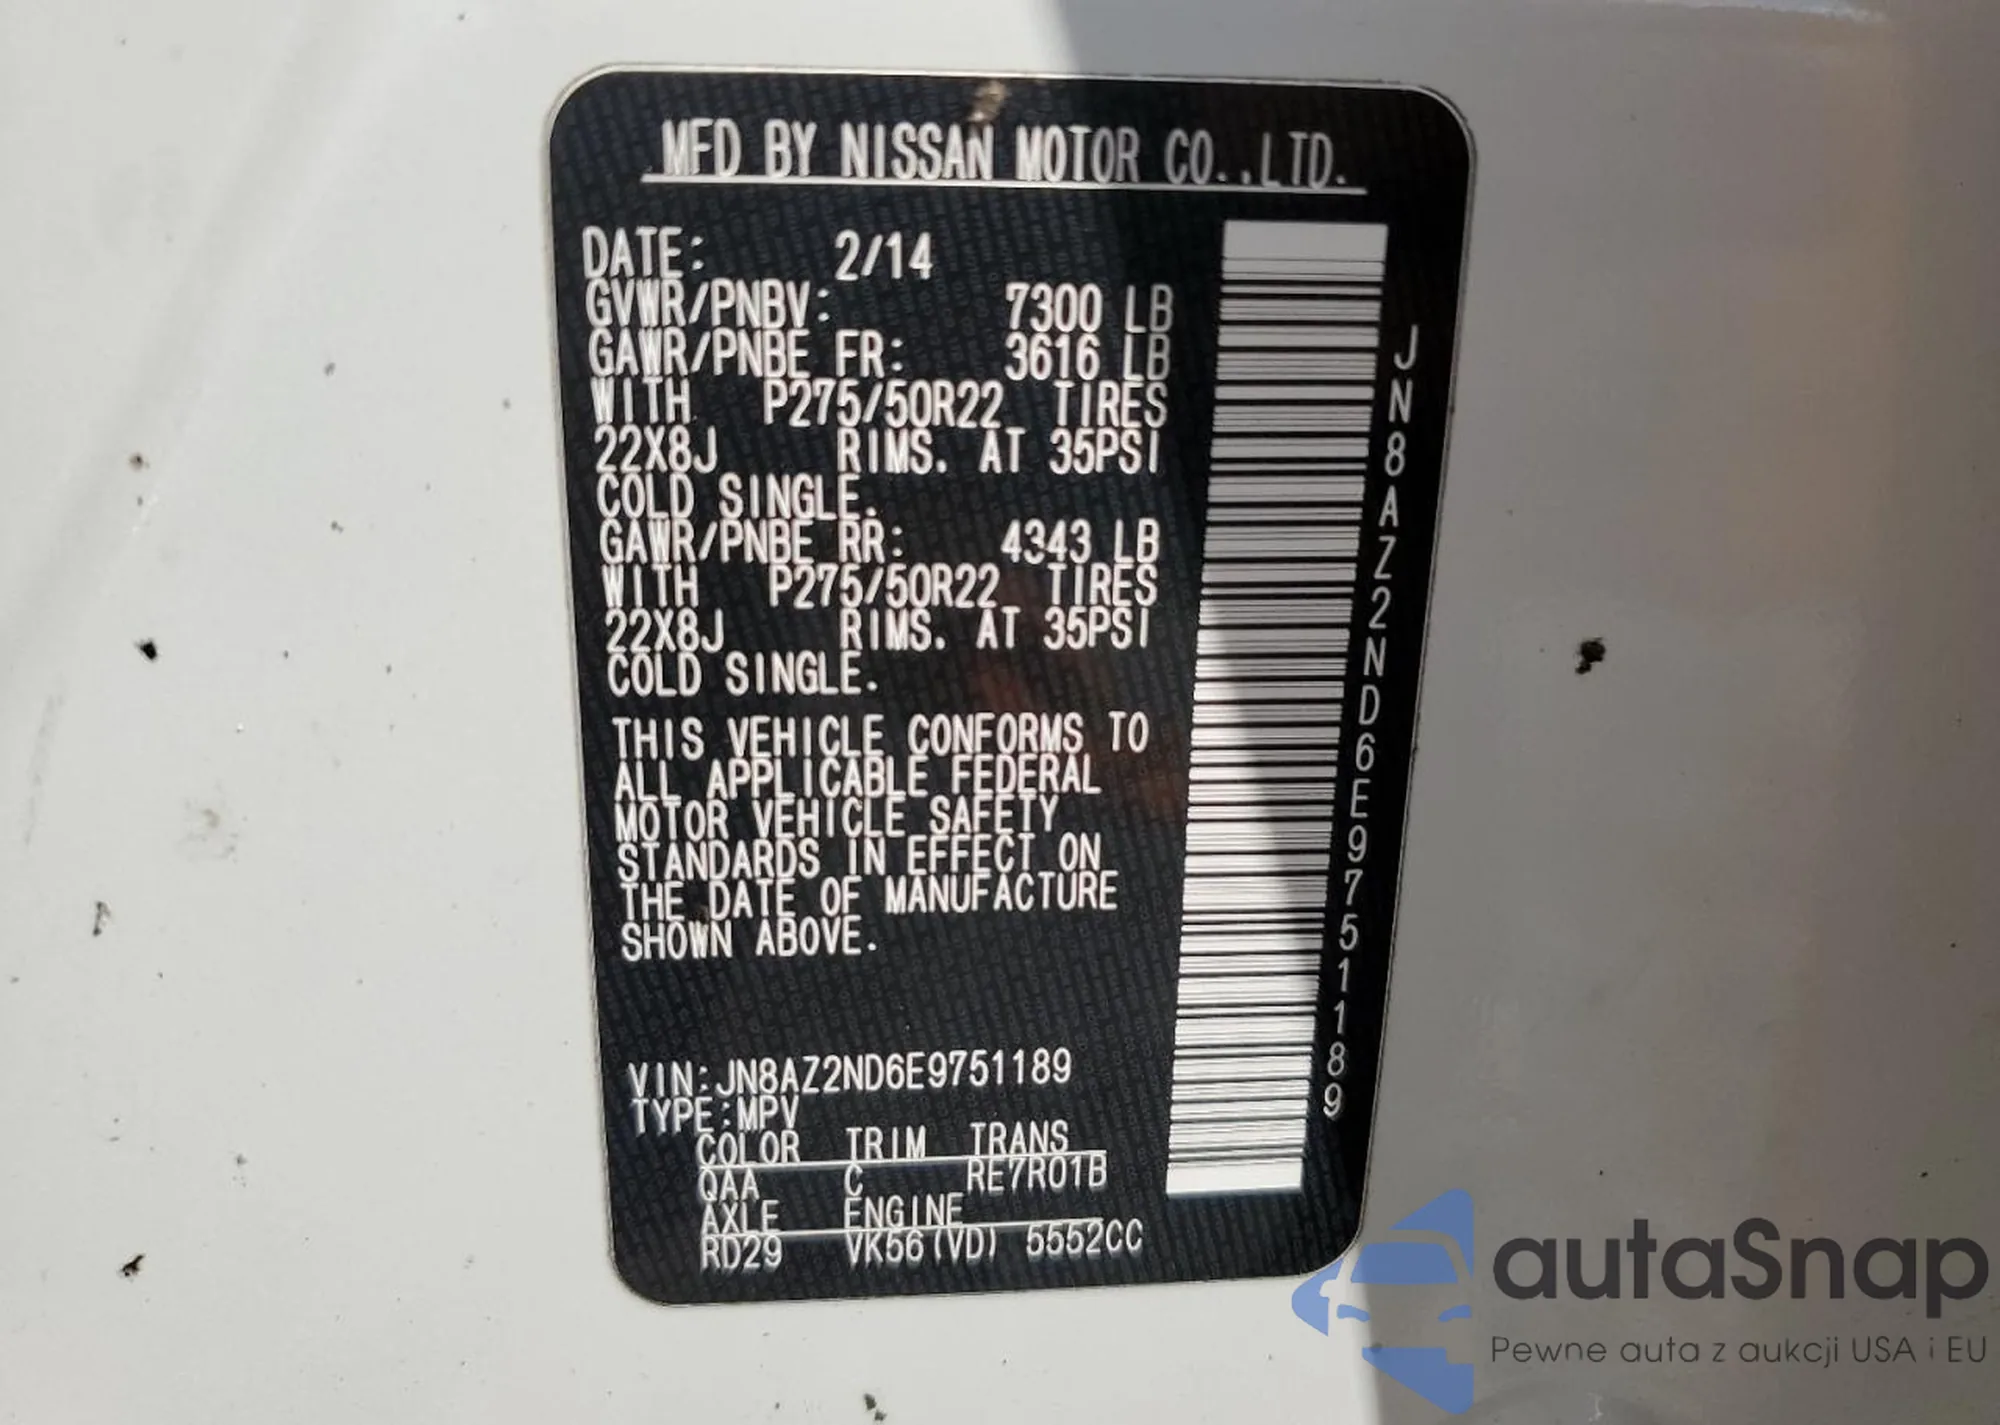 MFD BY NISSAN MOTOR CO.,LTD.
DATE: 2/14
GVWR/PNBV: 7300 LB
GAWR/PNBE FR: 3616 LB
WITH P275/50R22 TIRES
22X8J RIMS. AT 35PSI
COLD SINGLE.
GAWR/PNBE RR: 4343 LB
WITH P275/50R22 TIRES
22X8J RIMS. AT 35PSI
COLD SINGLE.
THIS VEHICLE CONFORMS TO
ALL APPLICABLE FEDERAL
MOTOR VEHICLE SAFETY
STANDARDS IN EFFECT ON
THE DATE OF MANUFACTURE
SHOWN ABOVE.
VIN:JN8AZ2ND6E9751189
TYPE:MPV
COLOR TRIM TRANS
QAA C RE7R01B
AXLE ENGINE
RD29 VK56(VD) 5552CC
JN8AZ2ND6E9751189
autaSnap
Pewne auta z aukcji USA i EU